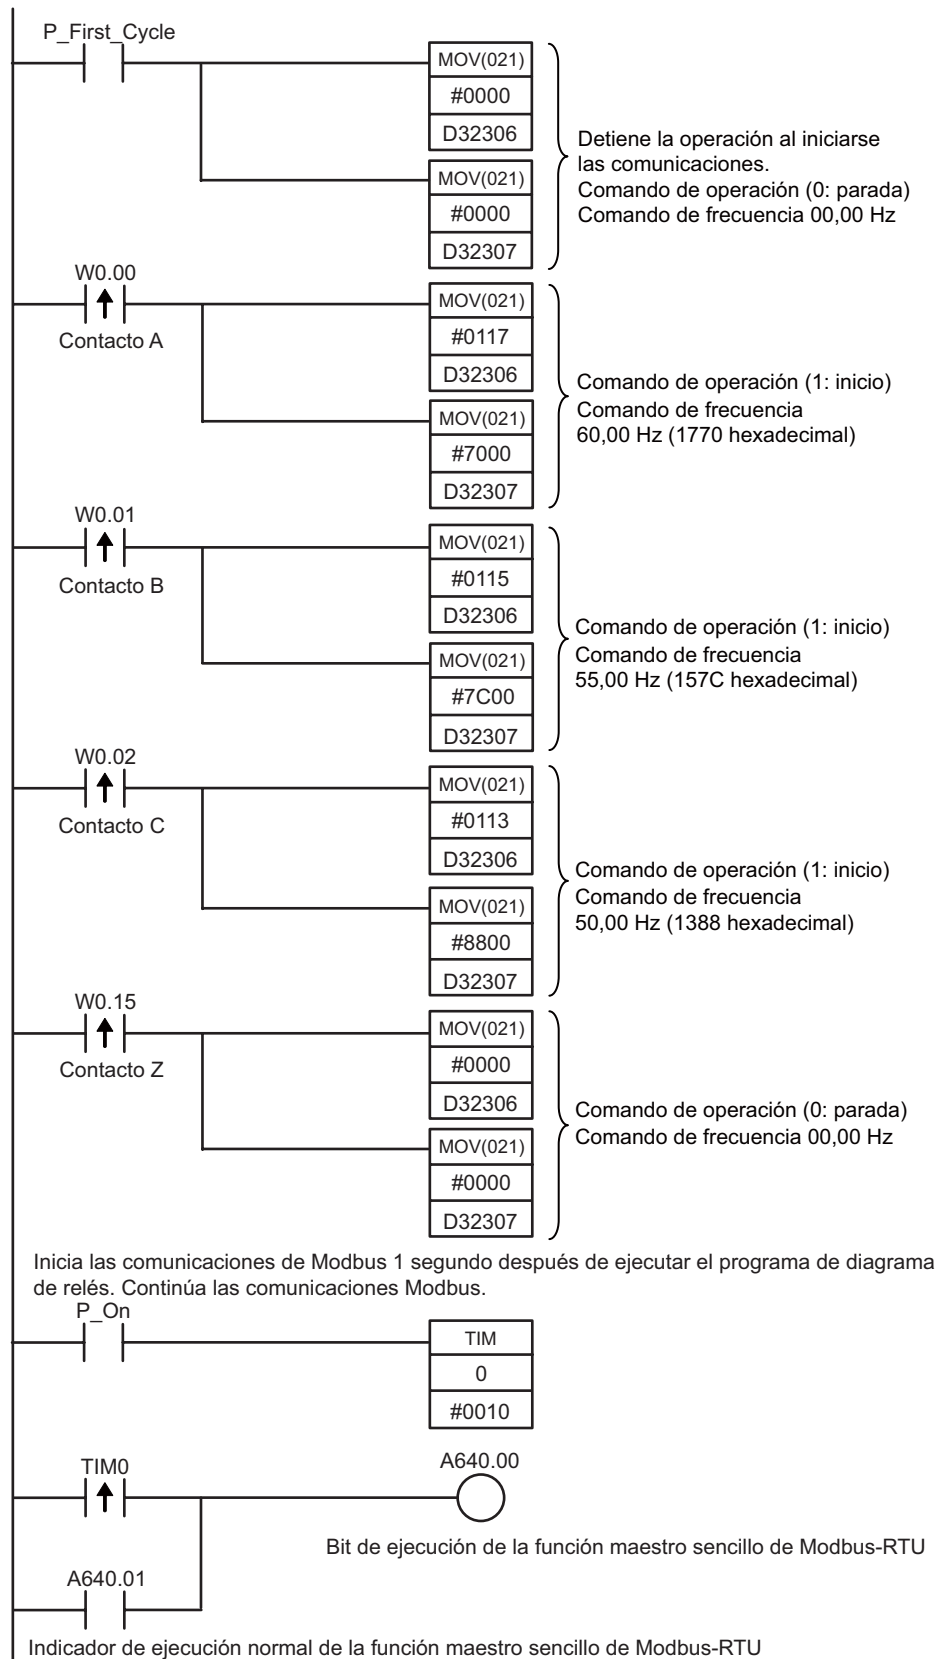 P_First_Cycle
MOV(021)
#0000
D32306
MOV(021)
#0000
D32307
Detiene la operación al iniciarse
las comunicaciones.
Comando de operación (0: parada)
Comando de frecuencia 00,00 Hz
W0.00
Contacto A
MOV(021)
#0117
D32306
MOV(021)
#7000
D32307
Comando de operación (1: inicio)
Comando de frecuencia
60,00 Hz (1770 hexadecimal)
W0.01
Contacto B
MOV(021)
#0115
D32306
MOV(021)
#7C00
D32307
Comando de operación (1: inicio)
Comando de frecuencia
55,00 Hz (157C hexadecimal)
W0.02
Contacto C
MOV(021)
#0113
D32306
MOV(021)
#8800
D32307
Comando de operación (1: inicio)
Comando de frecuencia
50,00 Hz (1388 hexadecimal)
W0.15
Contacto Z
MOV(021)
#0000
D32306
MOV(021)
#0000
D32307
Comando de operación (0: parada)
Comando de frecuencia 00,00 Hz
Inicia las comunicaciones de Modbus 1 segundo después de ejecutar el programa de diagrama
de relés. Continúa las comunicaciones Modbus.
P_On
TIM
0
#0010
TIM0
A640.00
Bit de ejecución de la función maestro sencillo de Modbus-RTU
A640.01
Indicador de ejecución normal de la función maestro sencillo de Modbus-RTU